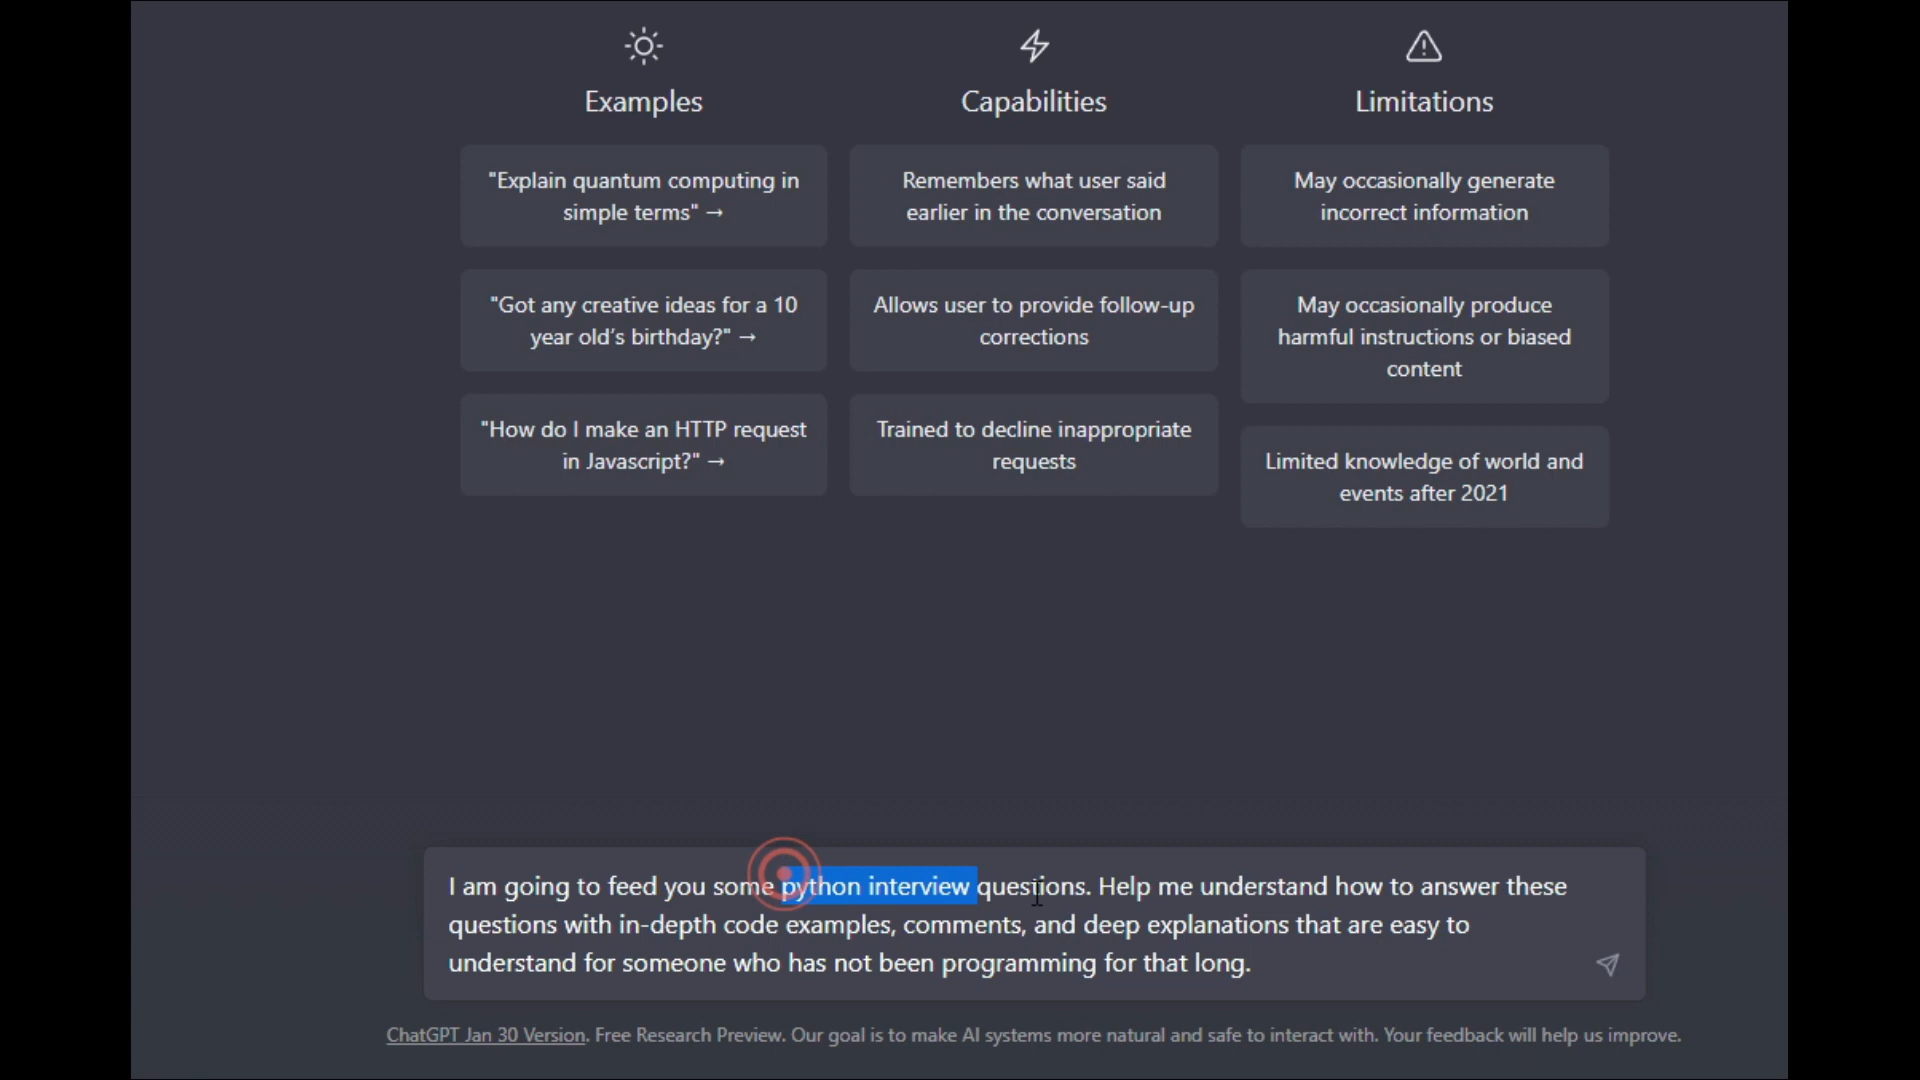 Examples
Capabilities
Limitations
"Explain quantum computing in
simple terms" →
Remembers what user said
earlier in the conversation
May occasionally generate
incorrect information
"Got any creative ideas for a 10
year old’s birthday?" →
Allows user to provide follow-up
corrections
May occasionally produce
harmful instructions or biased
content
"How do I make an HTTP request
in Javascript?" →
Trained to decline inappropriate
requests
Limited knowledge of world and
events after 2021
I am going to feed you some python interview questions. Help me understand how to answer these
questions with in-depth code examples, comments, and deep explanations that are easy to
understand for someone who has not been programming for that long.
ChatGPT Jan 30 Version. Free Research Preview. Our goal is to make AI systems more natural and safe to interact with. Your feedback will help us improve.